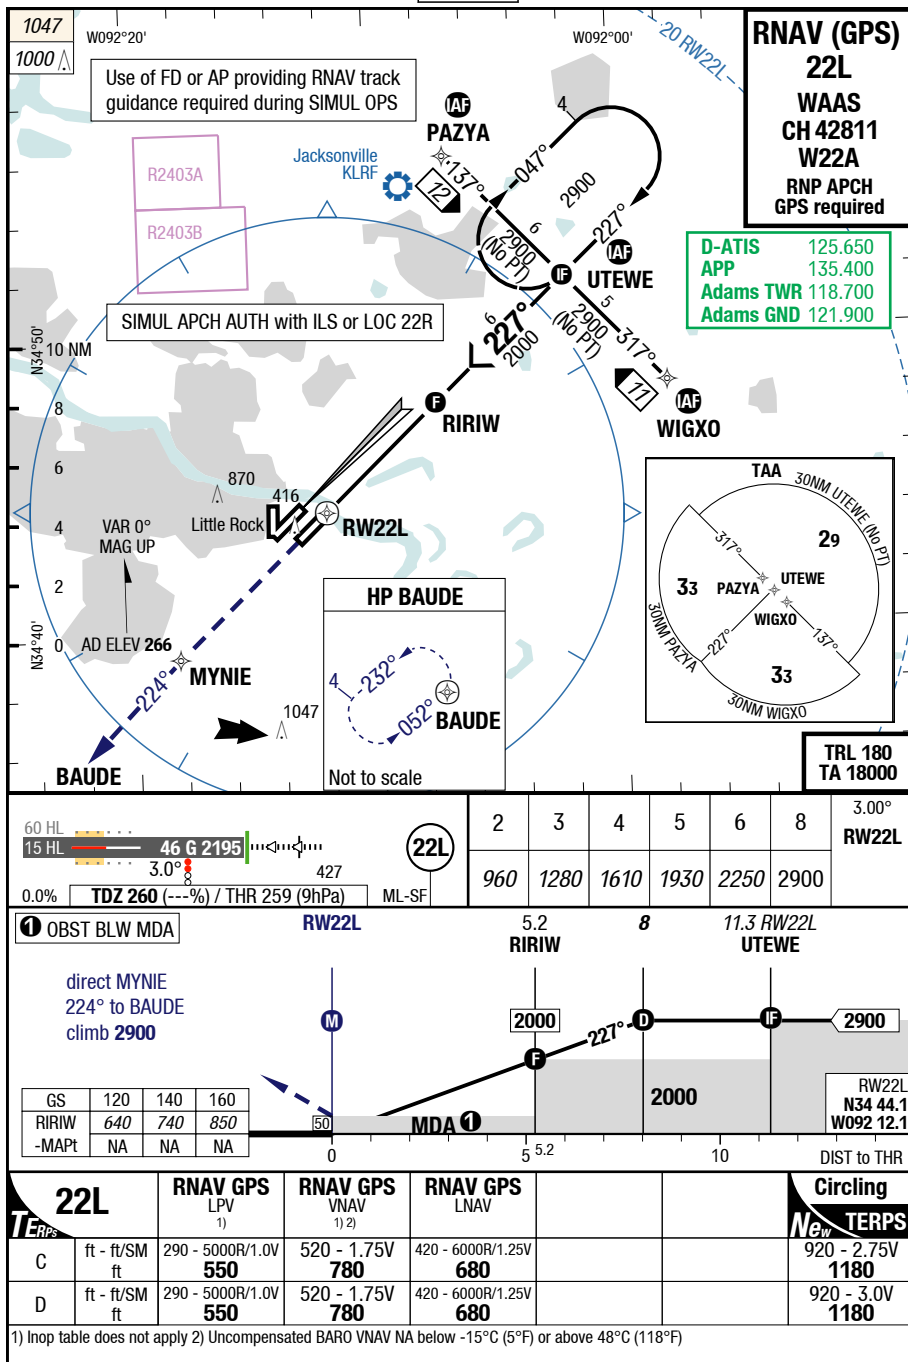 1047
1000
W092°20'
W092°00'
20 RW22L
RNAV (GPS)
22L
WAAS
CH 42811
W22A
RNP APCH
GPS required
Use of FD or AP providing RNAV track
guidance required during SIMUL OPS
IAF
PAZYA
4
047°
137°
12
2900
227°
6
2900
(No PT)
IAF
UTEWE
IF
Jacksonville
KLRF
R2403A
R2403B
D-ATIS 125.650
APP 135.400
Adams TWR 118.700
Adams GND 121.900
SIMUL APCH AUTH with ILS or LOC 22R
6
227°
2000
5
2900
(No PT)
317°
11
IAF
WIGXO
N34°50'
10 NM
8
6
4
2
0
N34°40'
F
RIRIW
870
416
Little Rock
RW22L
VAR 0°
MAG UP
AD ELEV 266
MYNIE
224°
BAUDE
1047
HP BAUDE
4
232°
052°
BAUDE
Not to scale
TAA
30NM UTEWE (No PT)
317°
29
33
PAZYA
UTEWE
WIGXO
227°
137°
30NM PAZYA
33
30NM WIGXO
TRL 180
TA 18000
60 HL
15 HL
46 G 2195
3.0°
427
0.0%
TDZ 260 (---%) / THR 259 (9hPa)
ML-SF
22L
2 3 4 5 6 8 3.00°
RW22L
960 1280 1610 1930 2250 2900
1 OBST BLW MDA
RW22L
5.2
RIRIW
8
11.3 RW22L
UTEWE
direct MYNIE
224° to BAUDE
climb 2900
M
2000
227°
D
IF
2900
F
2000
RW22L
N34 44.1
W092 12.1
GS 120 140 160
RIRIW 640 740 850
-MAPt NA NA NA
50
MDA 1
0
5
5.2
10
DIST to THR
22L
TERPs
RNAV GPS
LPV
1)
RNAV GPS
VNAV
1) 2)
RNAV GPS
LNAV
Circling
New TERPS
C
ft - ft/SM
ft
290 - 5000R/1.0V
550
520 - 1.75V
780
420 - 6000R/1.25V
680
920 - 2.75V
1180
D
ft - ft/SM
ft
290 - 5000R/1.0V
550
520 - 1.75V
780
420 - 6000R/1.25V
680
920 - 3.0V
1180
1) Inop table does not apply 2) Uncompensated BARO VNAV NA below -15°C (5°F) or above 48°C (118°F)